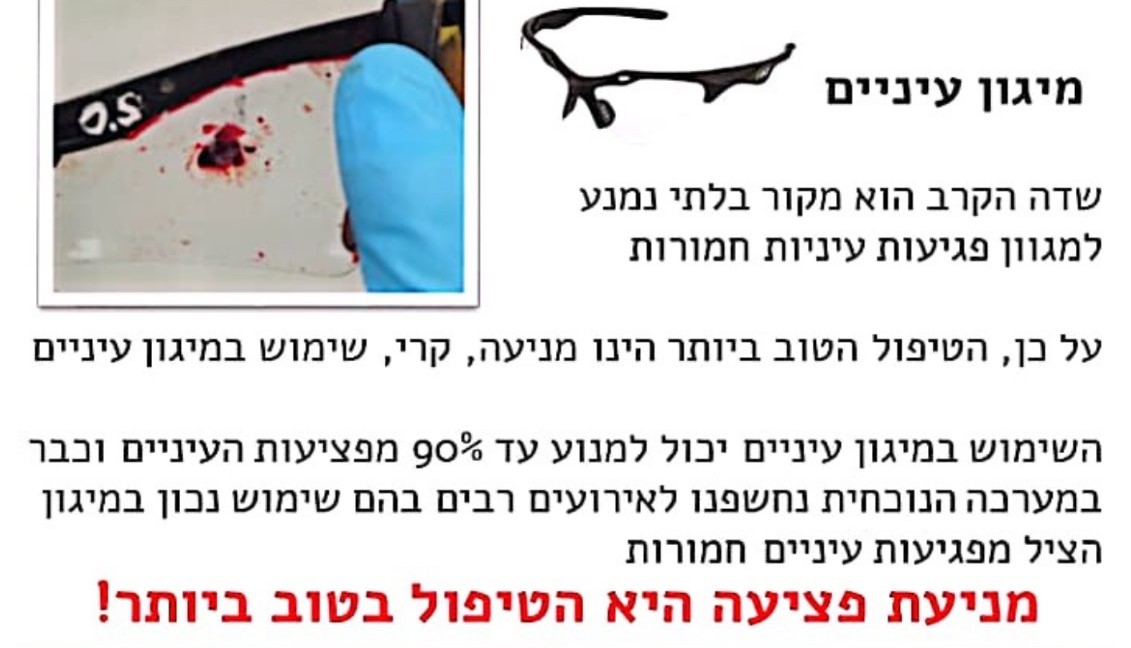 O.S
מיגון עיניים
שדה הקרב הוא מקור בלתי נמנע
למגוון פגיעות עיניות חמורות
על כן, הטיפול הטוב ביותר הינו מניעה, קרי, שימוש במיגון עיניים
השימוש במיגון עיניים יכול למנוע עד 90% מפציעות העיניים וכבר
במערכה הנוכחית נחשפנו לאירועים רבים בהם שימוש נכון במיגון
הציל מפגיעות עיניים חמורות
מניעת פציעה היא הטיפול בטוב ביותר!